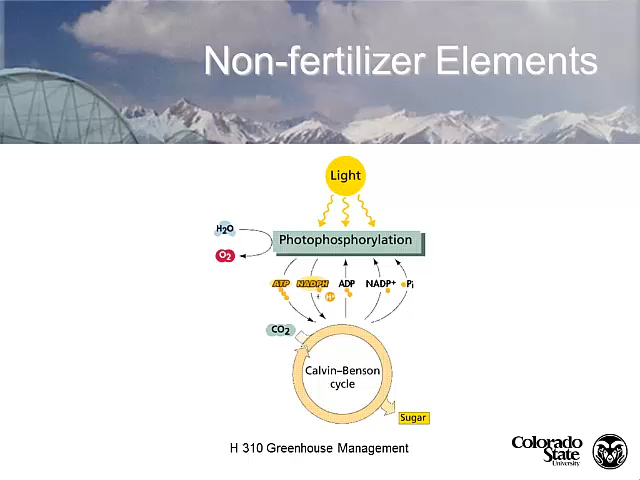 Non-fertilizer Elements
Light
H2O
Photophosphorylation
O2
ATP NADPH ADP NADP+ Pi
+ H+
CO2
Calvin–Benson
cycle
Sugar
H 310 Greenhouse Management
Colorado
State
University